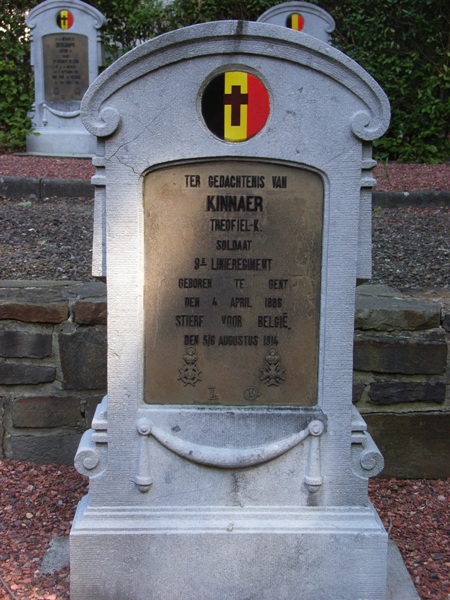 TER GEDACHTENIS VAN
KINNAER
THEOFIEL-K.
SOLDAAT
9E LINIEREGIMENT
GEBOREN TE GENT
DEN 4 APRIL 1886
STIERF VOOR BELGIË,
DEN 5/6 AUGUSTUS 1914